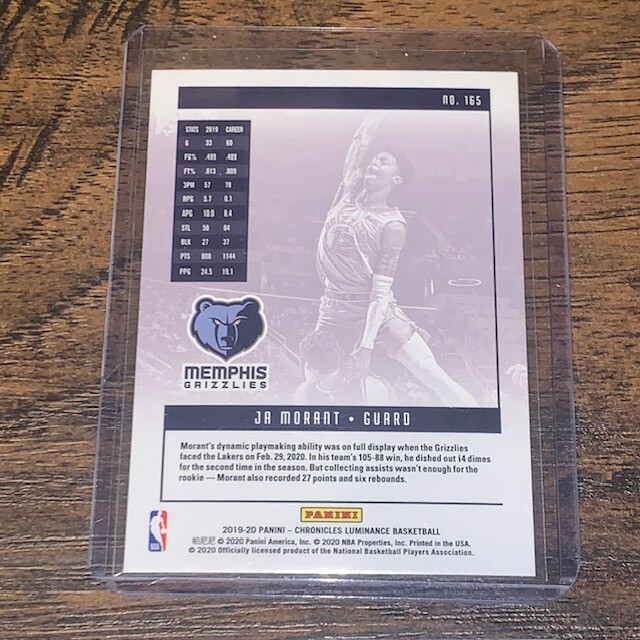 NO. 165
STATS 2019 CAREER
G 33 60
FG% .489 .489
FT% .813 .809
3PM 57 78
RPG 5.7 6.1
APG 10.0 8.4
STL 58 84
BLK 27 37
PTS 808 1144
PPG 24.5 19.1
MEMPHIS
GRIZZLIES
JA MORANT • GUARD
Morant's dynamic playmaking ability was on full display when the Grizzlies
faced the Lakers on Feb. 29, 2020. In his team's 105-88 win, he dished out 14 dimes
for the second time in the season. But collecting assists wasn't enough for the
rookie — Morant also recorded 27 points and six rebounds.
PANINI
2019-20 PANINI – CHRONICLES LUMINANCE BASKETBALL
帕尼尼 © 2020 Panini America, Inc. © 2020 NBA Properties, Inc. Printed in the USA.
© 2020 Officially licensed product of the National Basketball Players Association.